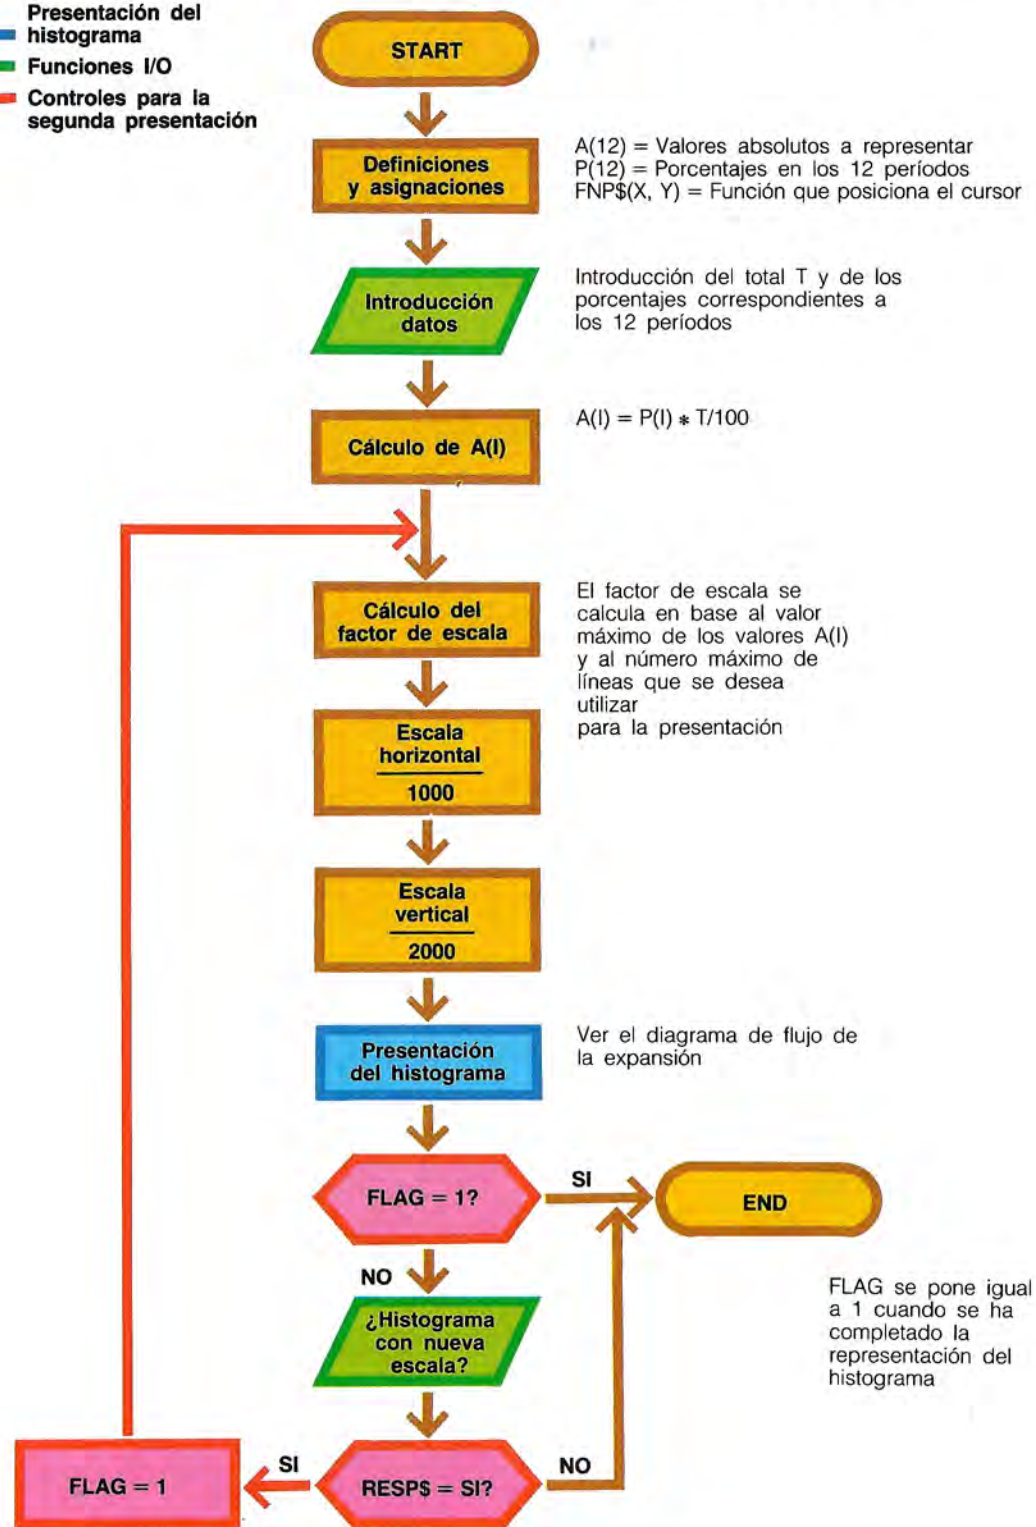 Presentación del
histograma
Funciones I/O
Controles para la
segunda presentación
START
Definiciones
y asignaciones
A(12) = Valores absolutos a representar
P(12) = Porcentajes en los 12 períodos
FNP$(X, Y) = Función que posiciona el cursor
Introducción
datos
Introducción del total T y de los
porcentajes correspondientes a
los 12 períodos
Cálculo de A(I)
A(I) = P(I) * T/100
Cálculo del
factor de escala
El factor de escala se
calcula en base al valor
máximo de los valores A(I)
y al número máximo de
líneas que se desea
utilizar
para la presentación
Escala
horizontal
1000
Escala
vertical
2000
Presentación
del histograma
Ver el diagrama de flujo de
la expansión
FLAG = 1?
SI
END
NO
¿Histograma
con nueva
escala?
FLAG se pone igual
a 1 cuando se ha
completado la
representación del
histograma
FLAG = 1
SI
RESP$ = SI?
NO